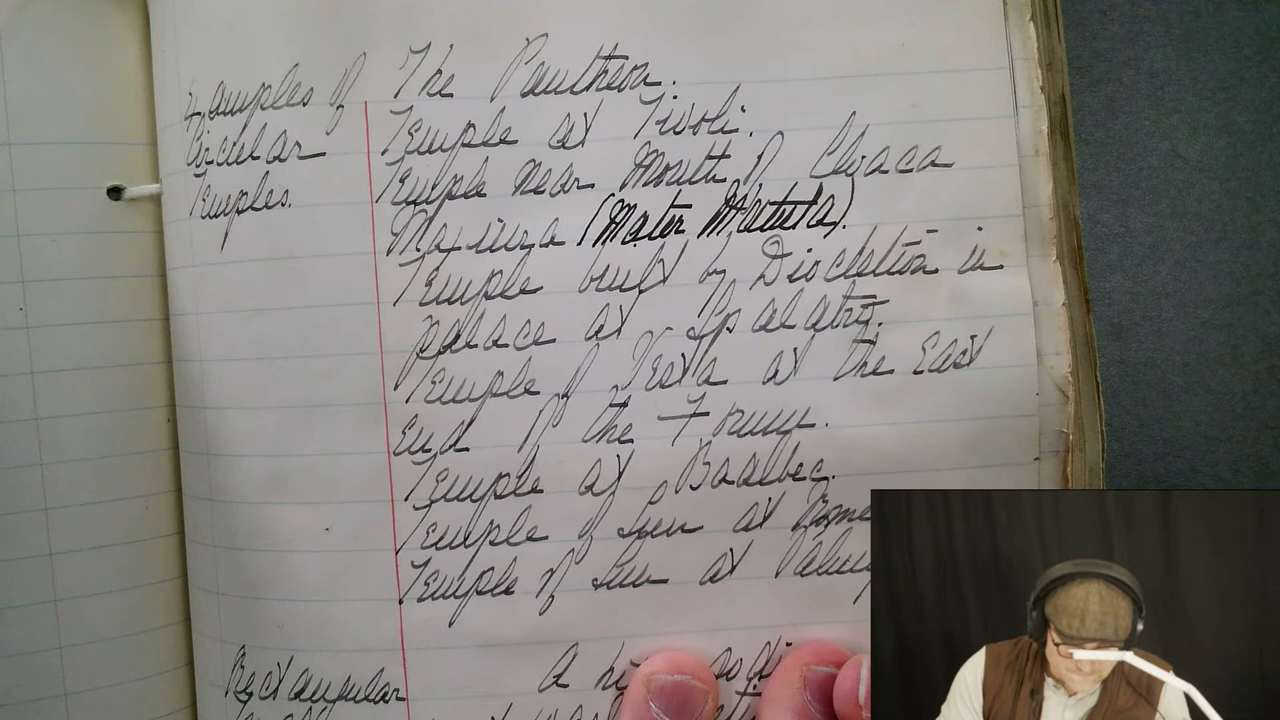 Examples of
Circular
Temples.
The Pantheon.
Temple at Tivoli.
Temple near Mouth of Cloaca
Maxima (Mater Matuta).
Temple built by Diocletian in
palace at Spalatro.
Temple of Vesta at the East
End of the Forum.
Temple at Baalbec.
Temple of Sun at Rome
Temple of Sun at
Rectangular
A